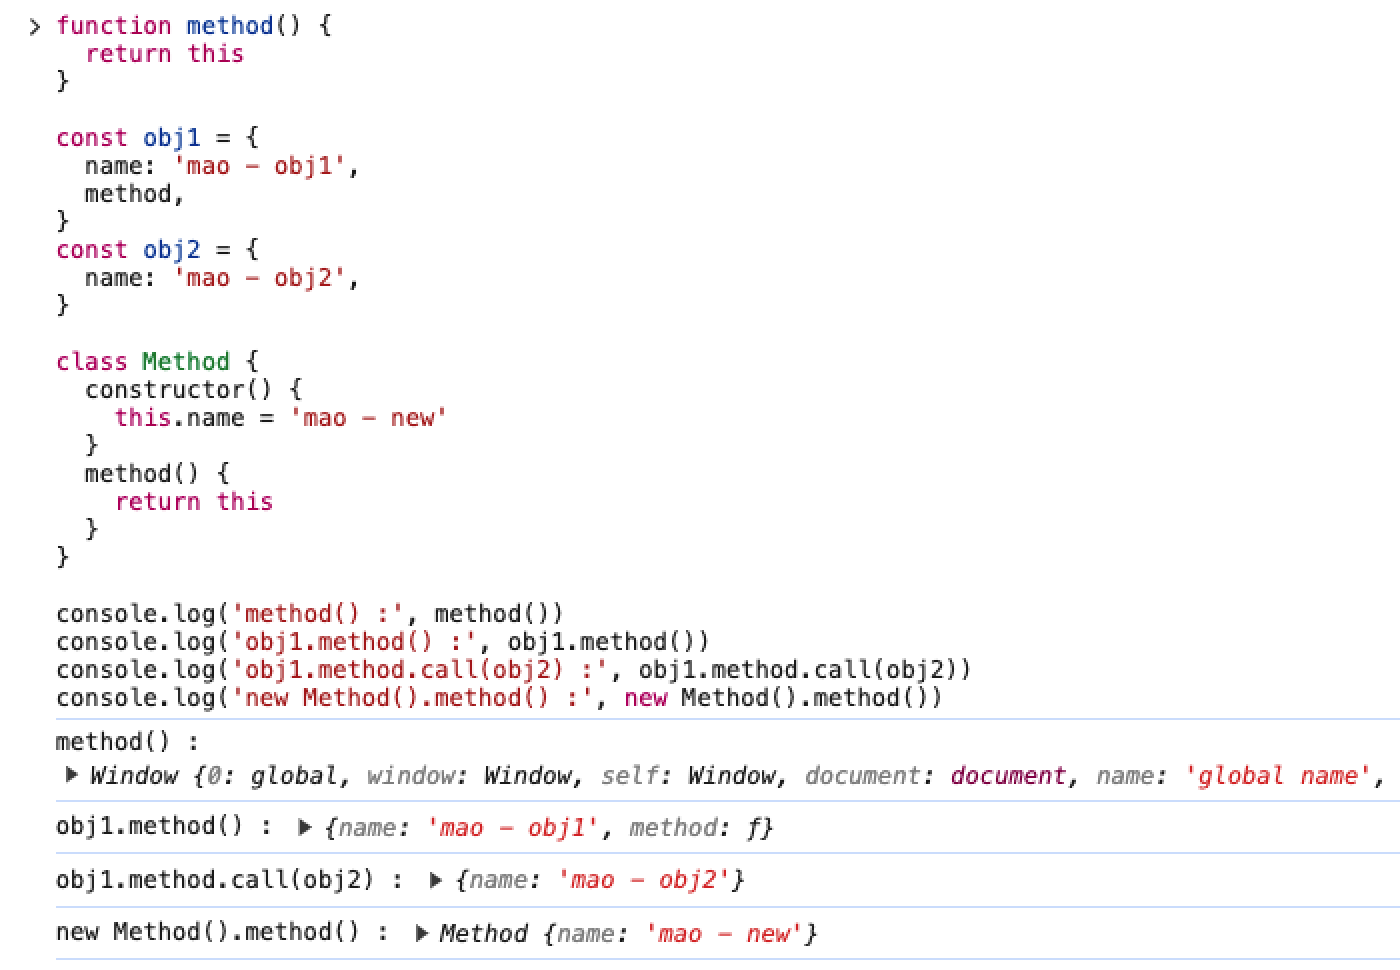 > function method() {
  return this
}

const obj1 = {
  name: 'mao - obj1',
  method,
}
const obj2 = {
  name: 'mao - obj2',
}

class Method {
  constructor() {
    this.name = 'mao - new'
  }
  method() {
    return this
  }
}

console.log('method() :', method())
console.log('obj1.method() :', obj1.method())
console.log('obj1.method.call(obj2) :', obj1.method.call(obj2))
console.log('new Method().method() :', new Method().method())
method() :
▶ Window {0: global, window: Window, self: Window, document: document, name: 'global name',
obj1.method() : ▶ {name: 'mao - obj1', method: ƒ}
obj1.method.call(obj2) : ▶ {name: 'mao - obj2'}
new Method().method() : ▶ Method {name: 'mao - new'}